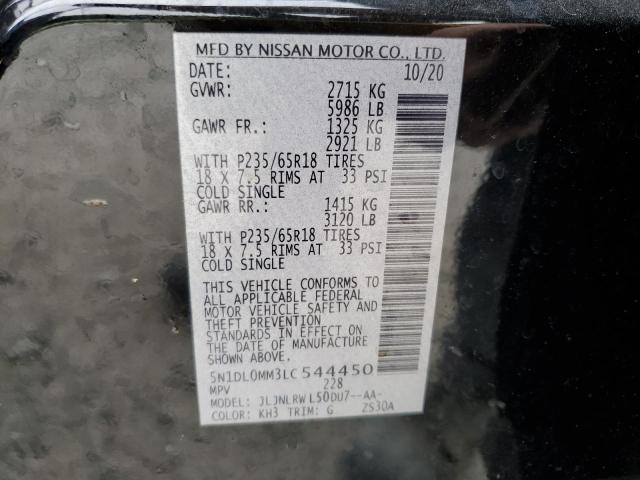 MFD BY NISSAN MOTOR CO., LTD.
DATE: 10/20
GVWR: 2715 KG
5986 LB
GAWR FR.: 1325 KG
2921 LB
WITH P235/65R18 TIRES
18 X 7.5 RIMS AT 33 PSI
COLD SINGLE
GAWR RR.: 1415 KG
3120 LB
WITH P235/65R18 TIRES
18 X 7.5 RIMS AT 33 PSI
COLD SINGLE
THIS VEHICLE CONFORMS TO
ALL APPLICABLE FEDERAL
MOTOR VEHICLE SAFETY AND
THEFT PREVENTION
STANDARDS IN EFFECT ON
THE DATE OF MANUFACTURE
SHOWN ABOVE.
5N1DL0MM3LC544450
MPV 228
MODEL: JLJNLRWL50DU7--AA-
COLOR: KH3 TRIM: G ZS30A